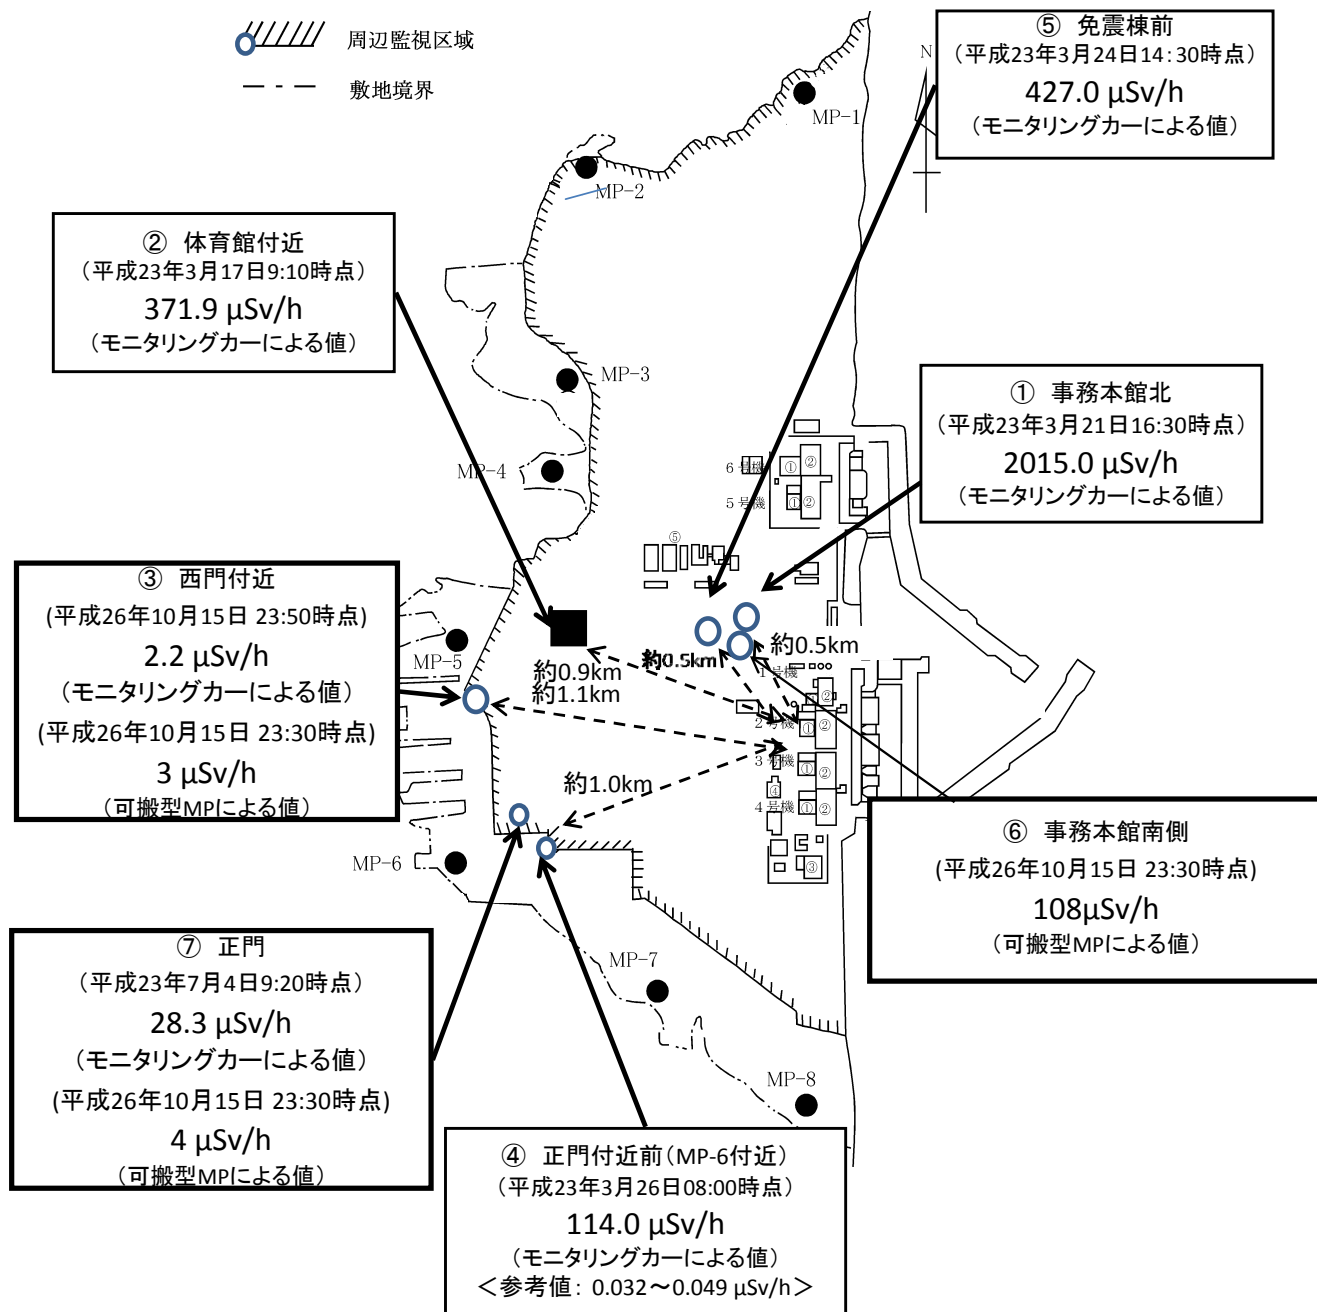 周辺監視区域
敷地境界
⑤ 免震棟前
(平成23年3月24日14:30時点)
427.0 μSv/h
(モニタリングカーによる値)
N
MP-1
MP-2
② 体育館付近
(平成23年3月17日9:10時点)
371.9 μSv/h
(モニタリングカーによる値)
MP-3
① 事務本館北
(平成23年3月21日16:30時点)
2015.0 μSv/h
(モニタリングカーによる値)
MP-4
6号機
①
②
5号機
①
②
⑤
③ 西門付近
(平成26年10月15日 23:50時点)
2.2 μSv/h
(モニタリングカーによる値)
(平成26年10月15日 23:30時点)
3 μSv/h
(可搬型MPによる値)
MP-5
約0.9km
約1.1km
約0.5km
約0.5km
1号機
②
2号機
①
②
3号機
①
②
約1.0km
④
4号機
①
②
③
MP-6
⑥ 事務本館南側
(平成26年10月15日 23:30時点)
108μSv/h
(可搬型MPによる値)
⑦ 正門
(平成23年7月4日9:20時点)
28.3 μSv/h
(モニタリングカーによる値)
(平成26年10月15日 23:30時点)
4 μSv/h
(可搬型MPによる値)
MP-7
MP-8
④ 正門付近前(MP-6付近)
(平成23年3月26日08:00時点)
114.0 μSv/h
(モニタリングカーによる値)
<参考値: 0.032～0.049 μSv/h>